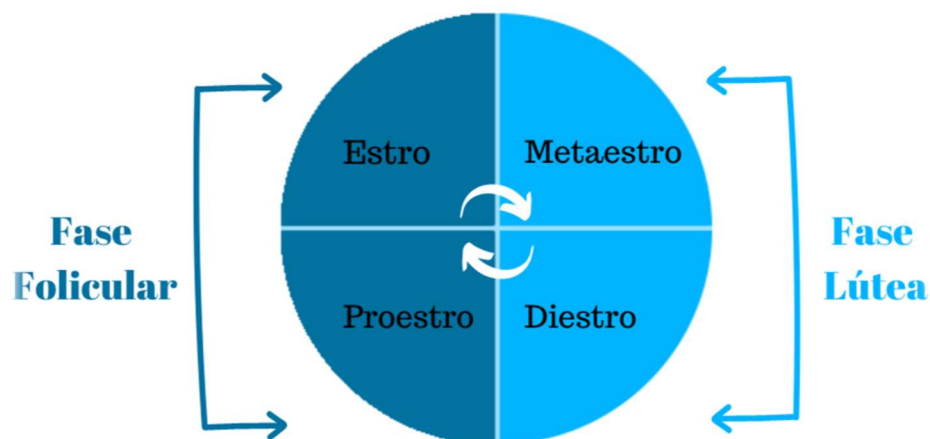 Estro
Metaestro
Fase
Folicular
Fase
Lútea
Proestro
Diestro